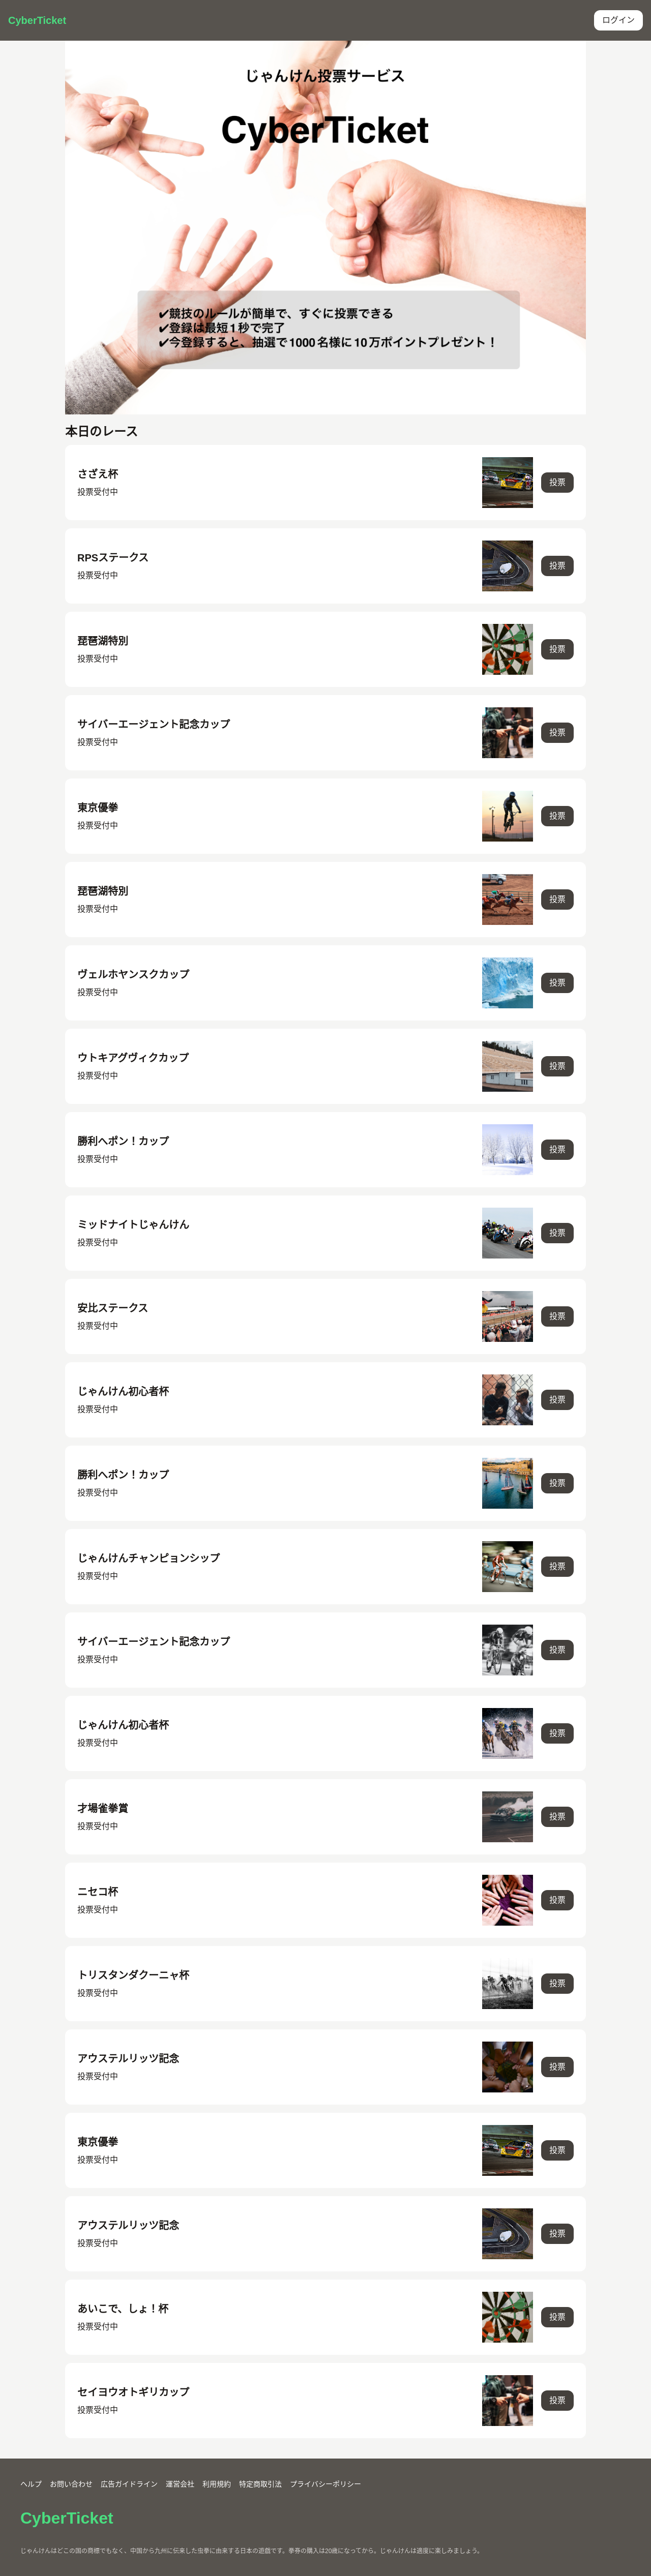 CyberTicket
ログイン
じゃんけん投票サービス
CyberTicket
✔競技のルールが簡単で、すぐに投票できる
✔登録は最短1秒で完了
✔今登録すると、抽選で1000名様に10万ポイントプレゼント！
本日のレース
さざえ杯
投票受付中
投票
RPSステークス
投票受付中
投票
琵琶湖特別
投票受付中
投票
サイバーエージェント記念カップ
投票受付中
投票
東京優拳
投票受付中
投票
琵琶湖特別
投票受付中
投票
ヴェルホヤンスクカップ
投票受付中
投票
ウトキアグヴィクカップ
投票受付中
投票
勝利へポン！カップ
投票受付中
投票
ミッドナイトじゃんけん
投票受付中
投票
安比ステークス
投票受付中
投票
じゃんけん初心者杯
投票受付中
投票
勝利へポン！カップ
投票受付中
投票
じゃんけんチャンピョンシップ
投票受付中
投票
サイバーエージェント記念カップ
投票受付中
投票
じゃんけん初心者杯
投票受付中
投票
才場雀拳賞
投票受付中
投票
ニセコ杯
投票受付中
投票
トリスタンダクーニャ杯
投票受付中
投票
アウステルリッツ記念
投票受付中
投票
東京優拳
投票受付中
投票
アウステルリッツ記念
投票受付中
投票
あいこで、しょ！杯
投票受付中
投票
セイヨウオトギリカップ
投票受付中
投票
ヘルプ お問い合わせ 広告ガイドライン 運営会社 利用規約 特定商取引法 プライバシーポリシー
CyberTicket
じゃんけんはどこの国の商標でもなく、中国から九州に伝来した虫拳に由来する日本の遊戯です。拳券の購入は20歳になってから。じゃんけんは適度に楽しみましょう。